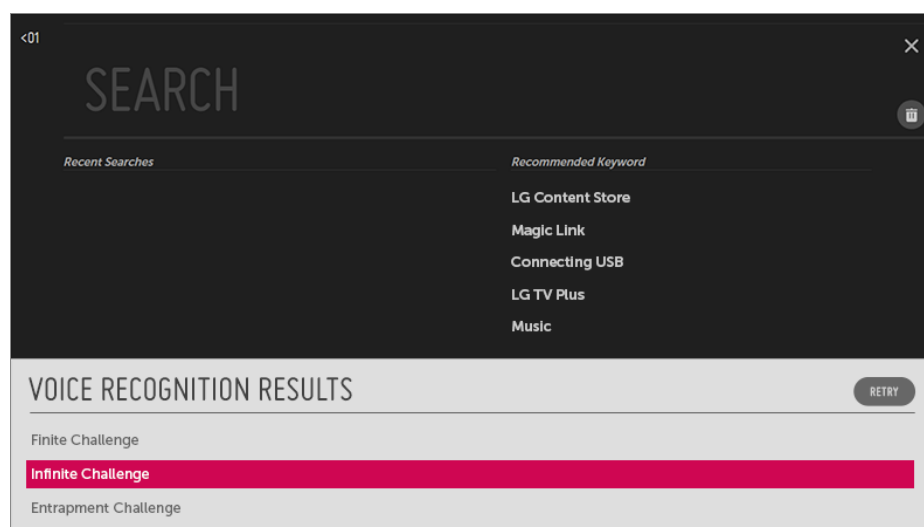 <01
SEARCH
Recent Searches
Recommended Keyword
LG Content Store
Magic Link
Connecting USB
LG TV Plus
Music
VOICE RECOGNITION RESULTS
RETRY
Finite Challenge
Infinite Challenge
Entrapment Challenge